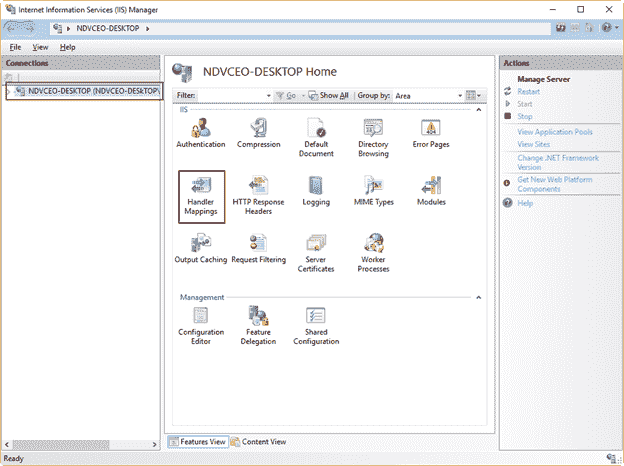 Internet Information Services (IIS) Manager
NDVCEO-DESKTOP
File View Help
Connections
NDVCEO-DESKTOP (NDVCEO-DESKTOP\
NDVCEO-DESKTOP Home
Filter: Go Show All Group by: Area
IIS
Authentication Compression Default Document Directory Browsing Error Pages
Handler Mappings HTTP Response Headers Logging MIME Types Modules
Output Caching Request Filtering Server Certificates Worker Processes
Management
Configuration Editor Feature Delegation Shared Configuration
Features View Content View
Actions
Manage Server
Restart
Start
Stop
View Application Pools
View Sites
Change .NET Framework
Version
Get New Web Platform
Components
Help
Ready